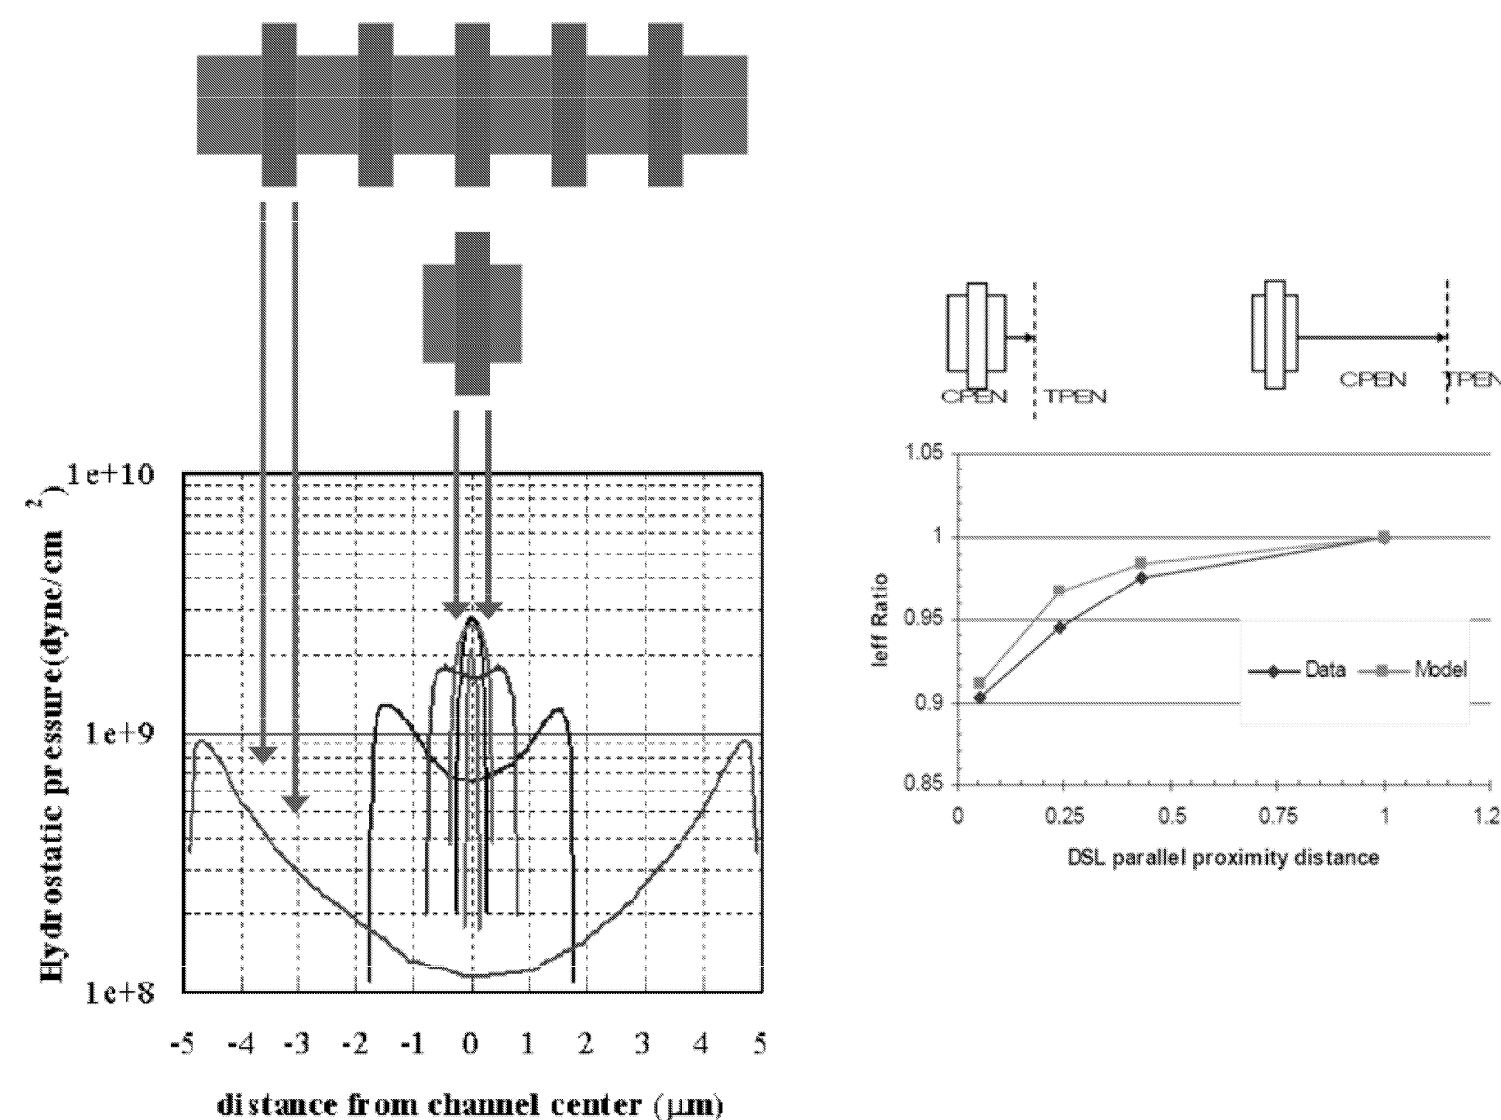 Hydrostatic pressure(dyne/cm²)
1e+10
1e+9
1e+8
-5 -4 -3 -2 -1 0 1 2 3 4 5
distance from channel center (μm)
CPEN TPEN
CPEN TPEN
1.05
1
0.95
0.9
0.85
Ieff Ratio
Data Model
0 0.25 0.5 0.75 1 1.2
DSL parallel proximity distance